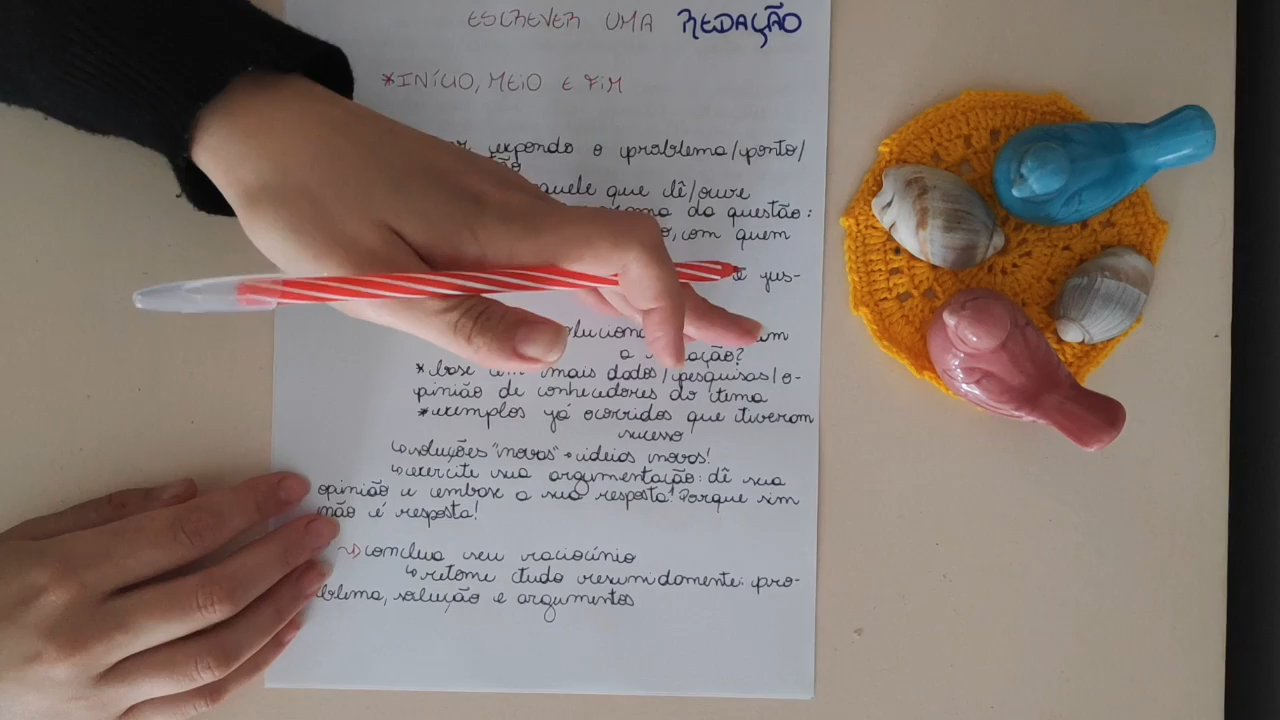 ESCREVER UMA REDAÇÃO
*INÍCIO, MEIO E FIM
expondo o problema/ponto/
que lê/ouve
da questão:
com quem
jus-
*base em mais dados/pesquisas/o-
pinião de conhecedores do tema
*exemplos já ocorridos que tiveram
sucesso
↳soluções "novas" → ideias novas!
↳exercite sua argumentação: dê sua
opinião e embase a sua resposta! Porque sim
não é resposta!
conclua seu raciocínio
↳retome tudo resumidamente: pro-
blema, solução e argumentos